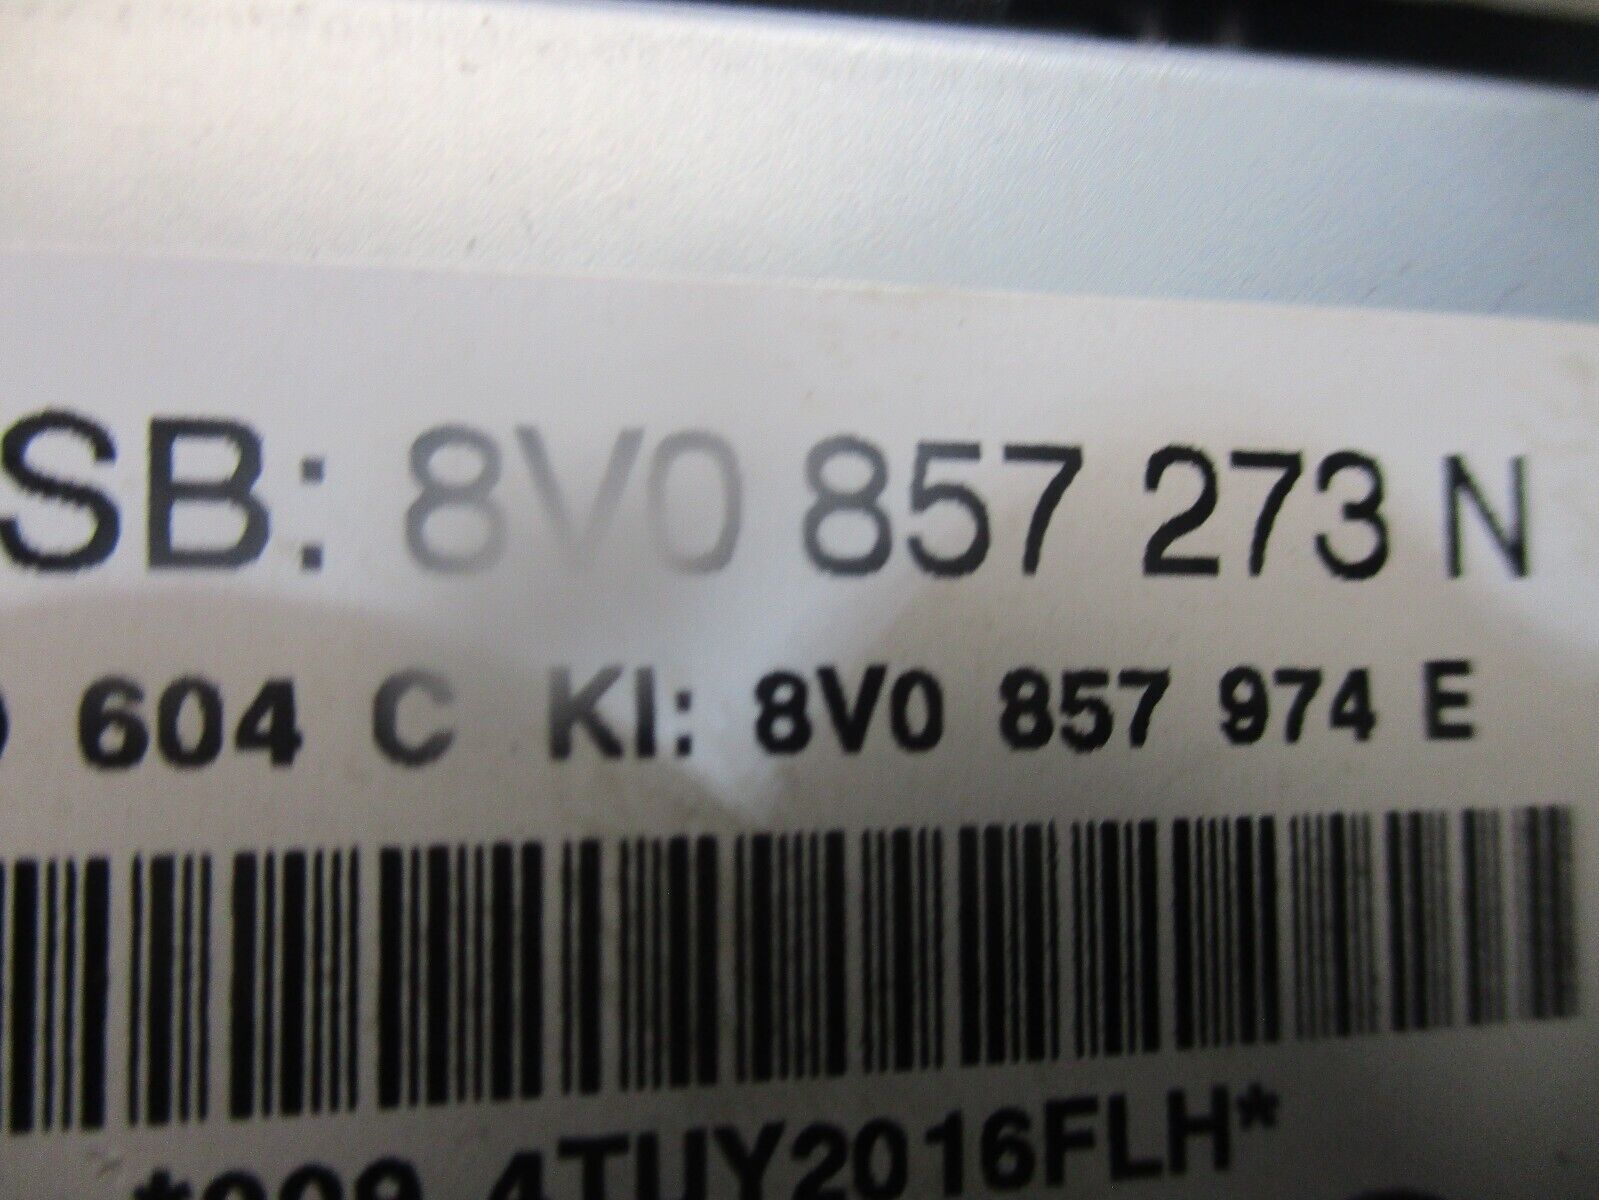 SB: 8V0 857 273 N
604 C KI: 8V0 857 974 E
4TUY2016FLH*